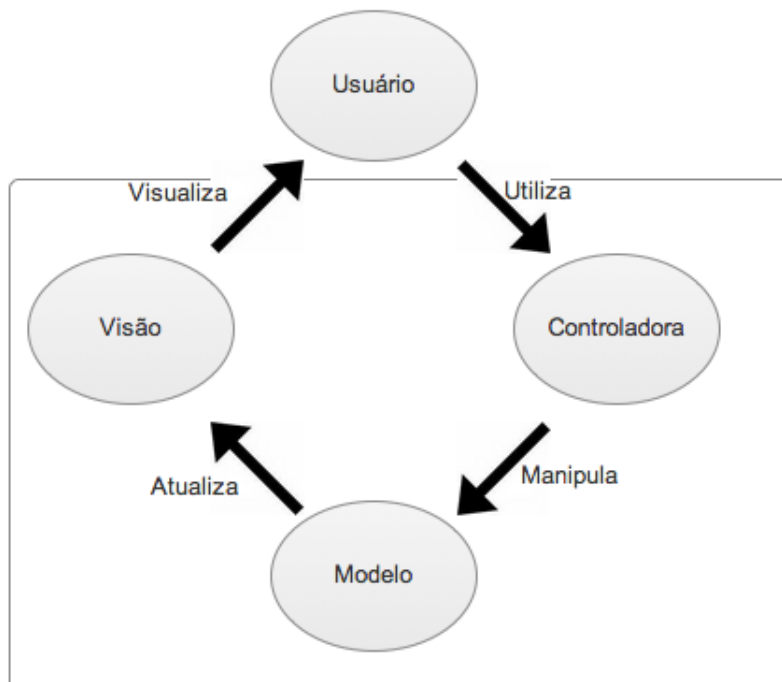 Usuário
Visualiza
Utiliza
Visão
Controladora
Atualiza
Manipula
Modelo